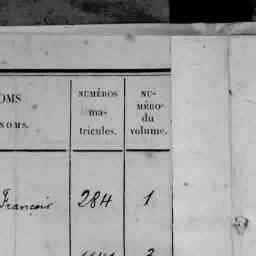 OMS
NOMS.
NUMÉROS
ma-
tricules.
NU-
MÉRO
du
volume.
François 284 1